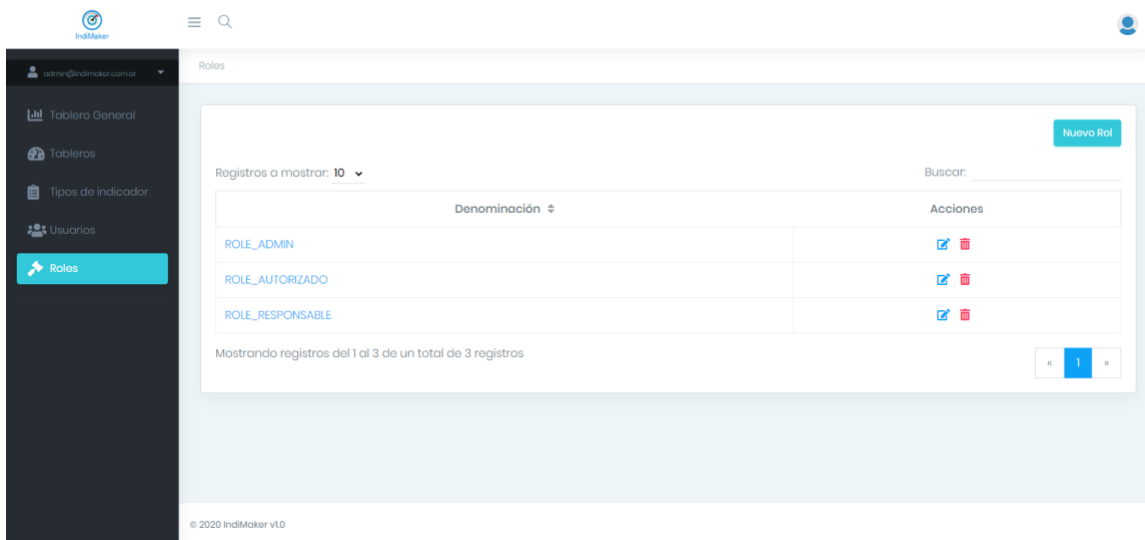 IndiMaker
admin@indimaker.com.ar
Roles
Tablero General
Tableros
Tipos de indicador
Usuarios
Roles
Nuevo Rol
Registros a mostrar: 10
Buscar:
Denominación Acciones
ROLE_ADMIN
ROLE_AUTORIZADO
ROLE_RESPONSABLE
Mostrando registros del 1 al 3 de un total de 3 registros
« 1 »
© 2020 IndiMaker v1.0